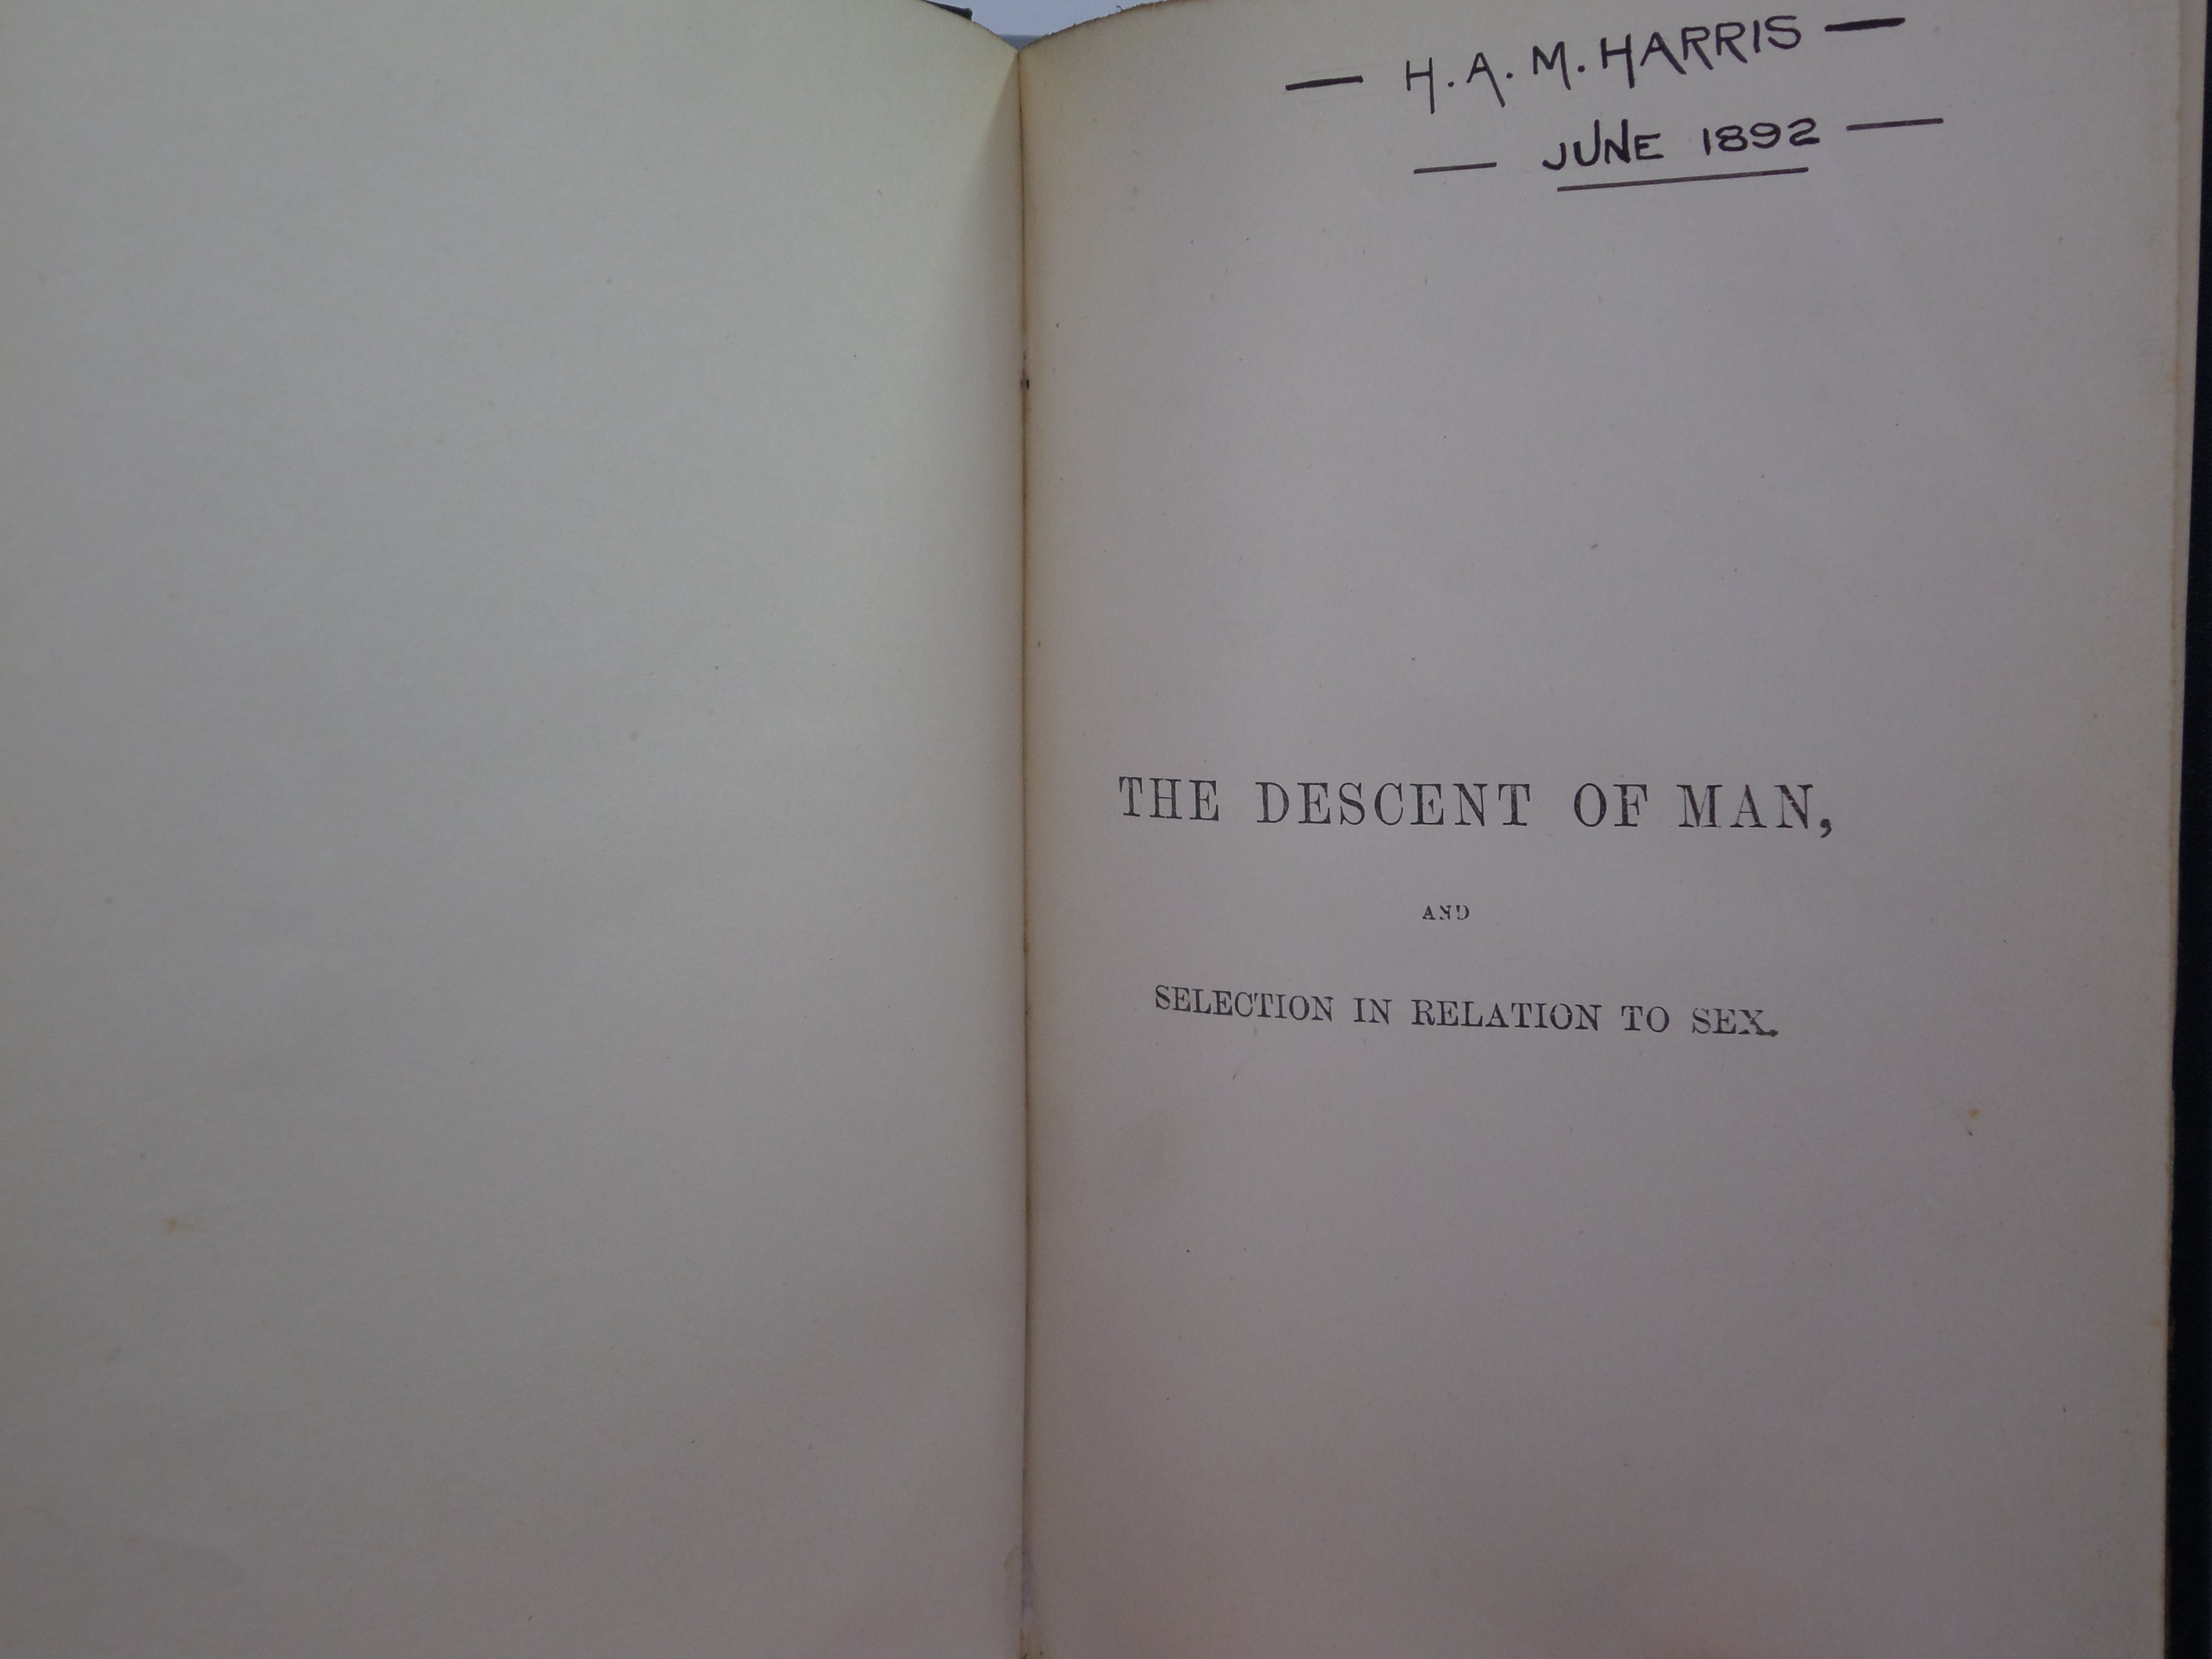 — H. A. M. HARRIS —
— JUNE 1892 —
THE DESCENT OF MAN,
AND
SELECTION IN RELATION TO SEX.